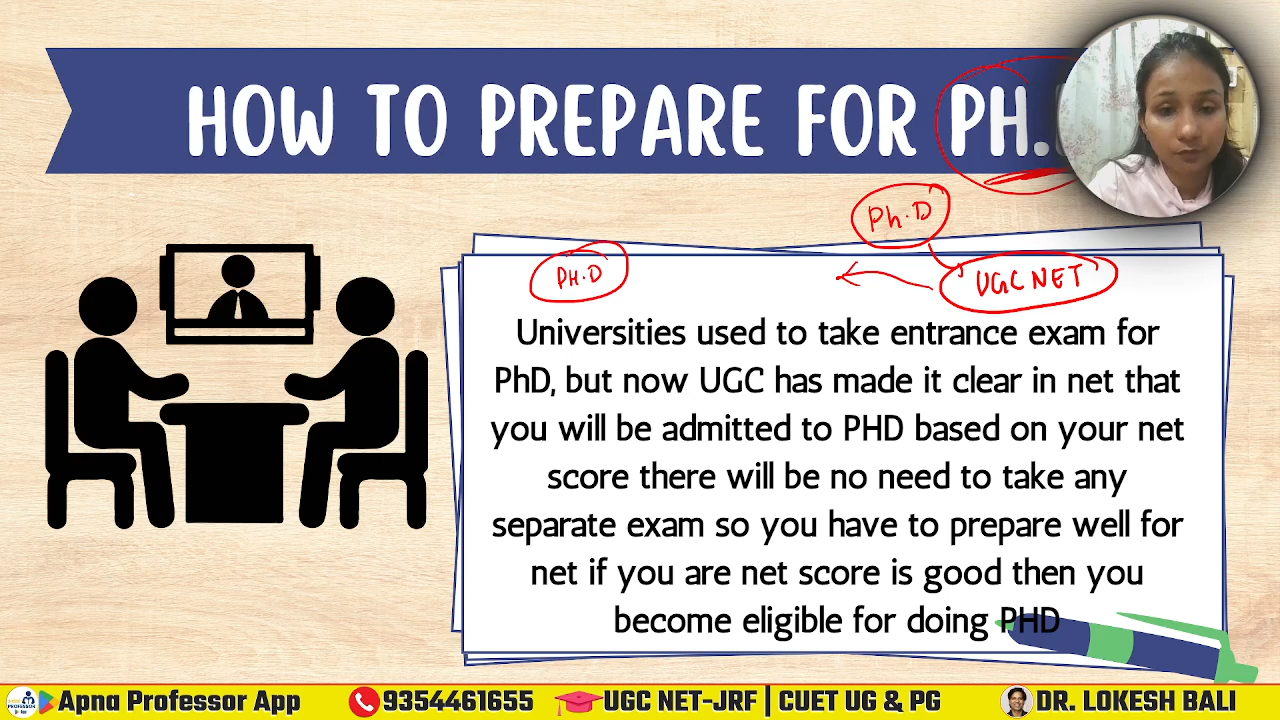 HOW TO PREPARE FOR PH.
Ph.D
PH.D
UGC NET
Universities used to take entrance exam for
PhD, but now UGC has made it clear in net that
you will be admitted to PHD based on your net
score there will be no need to take any
separate exam so you have to prepare well for
net if you are net score is good then you
become eligible for doing PHD
Apna Professor App 9354461655 UGC NET-JRF | CUET UG & PG DR. LOKESH BALI